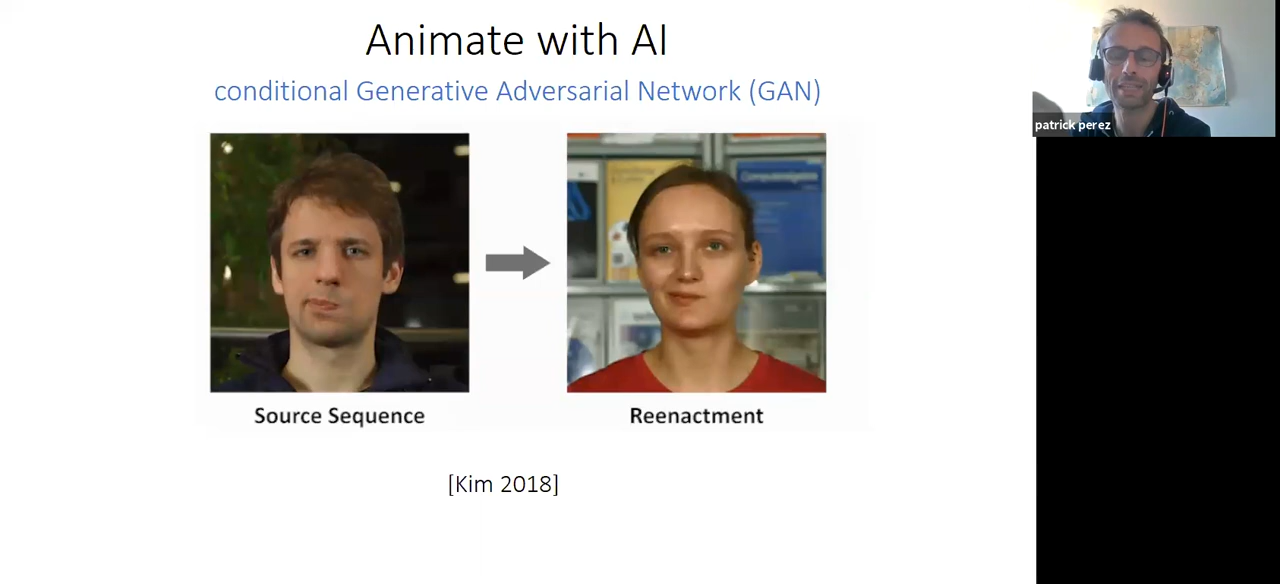 Animate with AI
conditional Generative Adversarial Network (GAN)
Source Sequence
Reenactment
[Kim 2018]
patrick perez